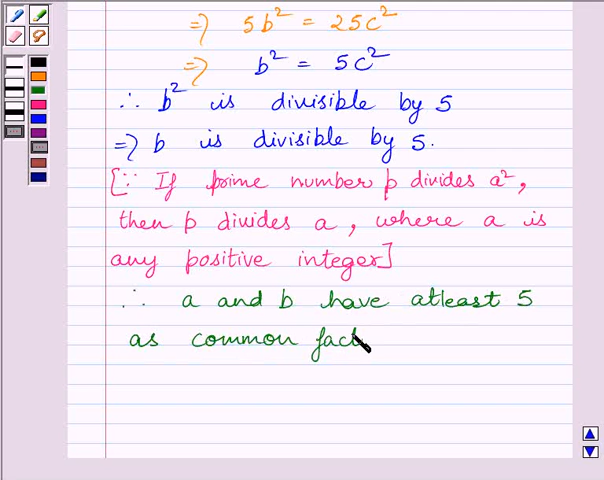 ⇒ 5b² = 25c²
⇒ b² = 5c²
∴ b² is divisible by 5
⇒ b is divisible by 5.
[∵ If prime number p divides a²,
then p divides a, where a is
any positive integer]
∴ a and b have atleast 5
as common fact